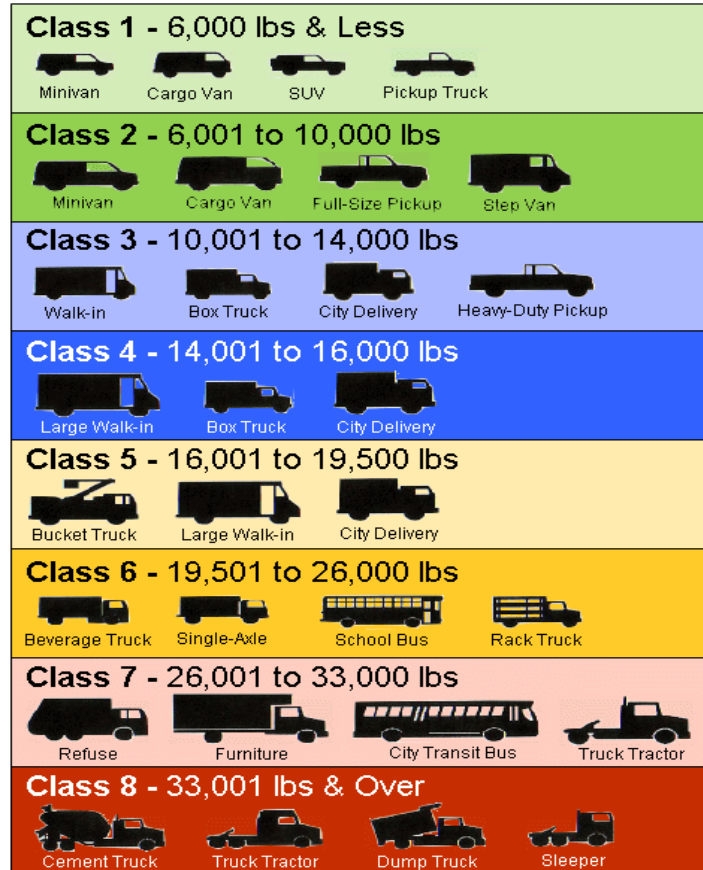 Class 1 - 6,000 lbs & Less
Minivan Cargo Van SUV Pickup Truck
Class 2 - 6,001 to 10,000 lbs
Minivan Cargo Van Full-Size Pickup Step Van
Class 3 - 10,001 to 14,000 lbs
Walk-in Box Truck City Delivery Heavy-Duty Pickup
Class 4 - 14,001 to 16,000 lbs
Large Walk-in Box Truck City Delivery
Class 5 - 16,001 to 19,500 lbs
Bucket Truck Large Walk-in City Delivery
Class 6 - 19,501 to 26,000 lbs
Beverage Truck Single-Axle School Bus Rack Truck
Class 7 - 26,001 to 33,000 lbs
Refuse Furniture City Transit Bus Truck Tractor
Class 8 - 33,001 lbs & Over
Cement Truck Truck Tractor Dump Truck Sleeper